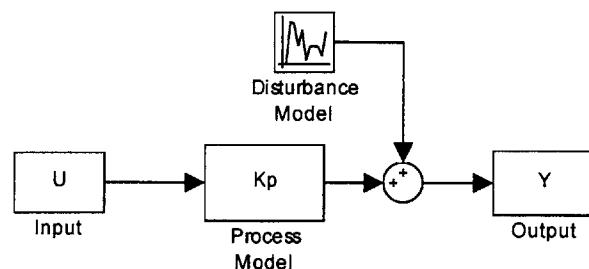 Disturbance
Model
U
Kp
+
+
Y
Input
Process
Model
Output